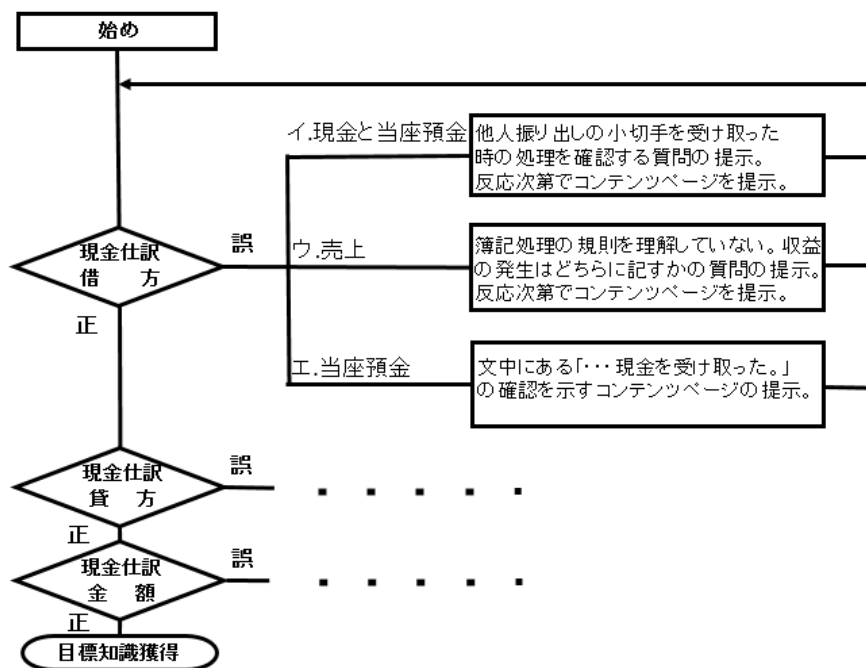 始め
イ.現金と当座預金
他人振り出しの小切手を受け取った
時の処理を確認する質問の提示。
反応次第でコンテンツページを提示。
現金仕訳
借 方
誤
正
ウ.売上
簿記処理の規則を理解していない。収益
の発生はどちらに記すかの質問の提示。
反応次第でコンテンツページを提示。
エ.当座預金
文中にある「・・・現金を受け取った。」
の確認を示すコンテンツページの提示。
現金仕訳
貸 方
誤
正
現金仕訳
金 額
誤
正
目標知識獲得